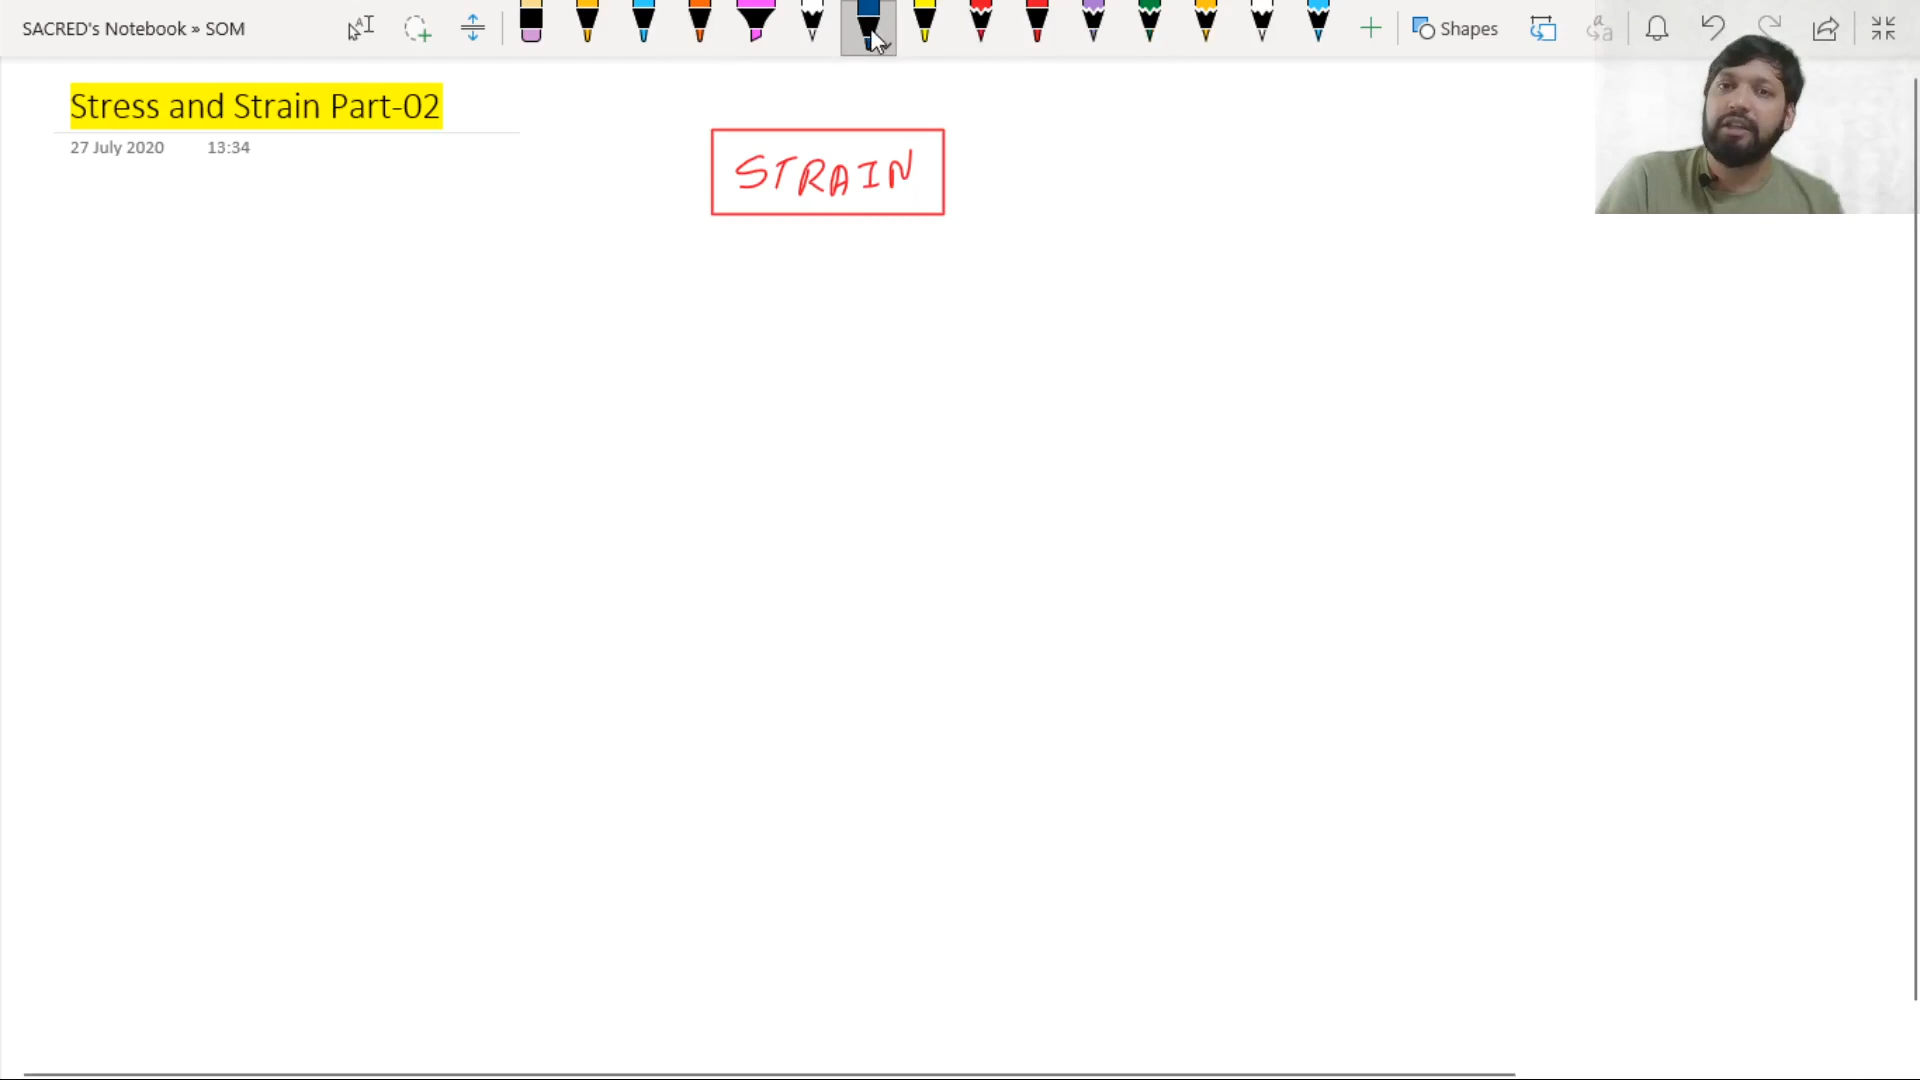 SACRED's Notebook » SOM
Shapes
Stress and Strain Part-02
27 July 2020 13:34
STRAIN